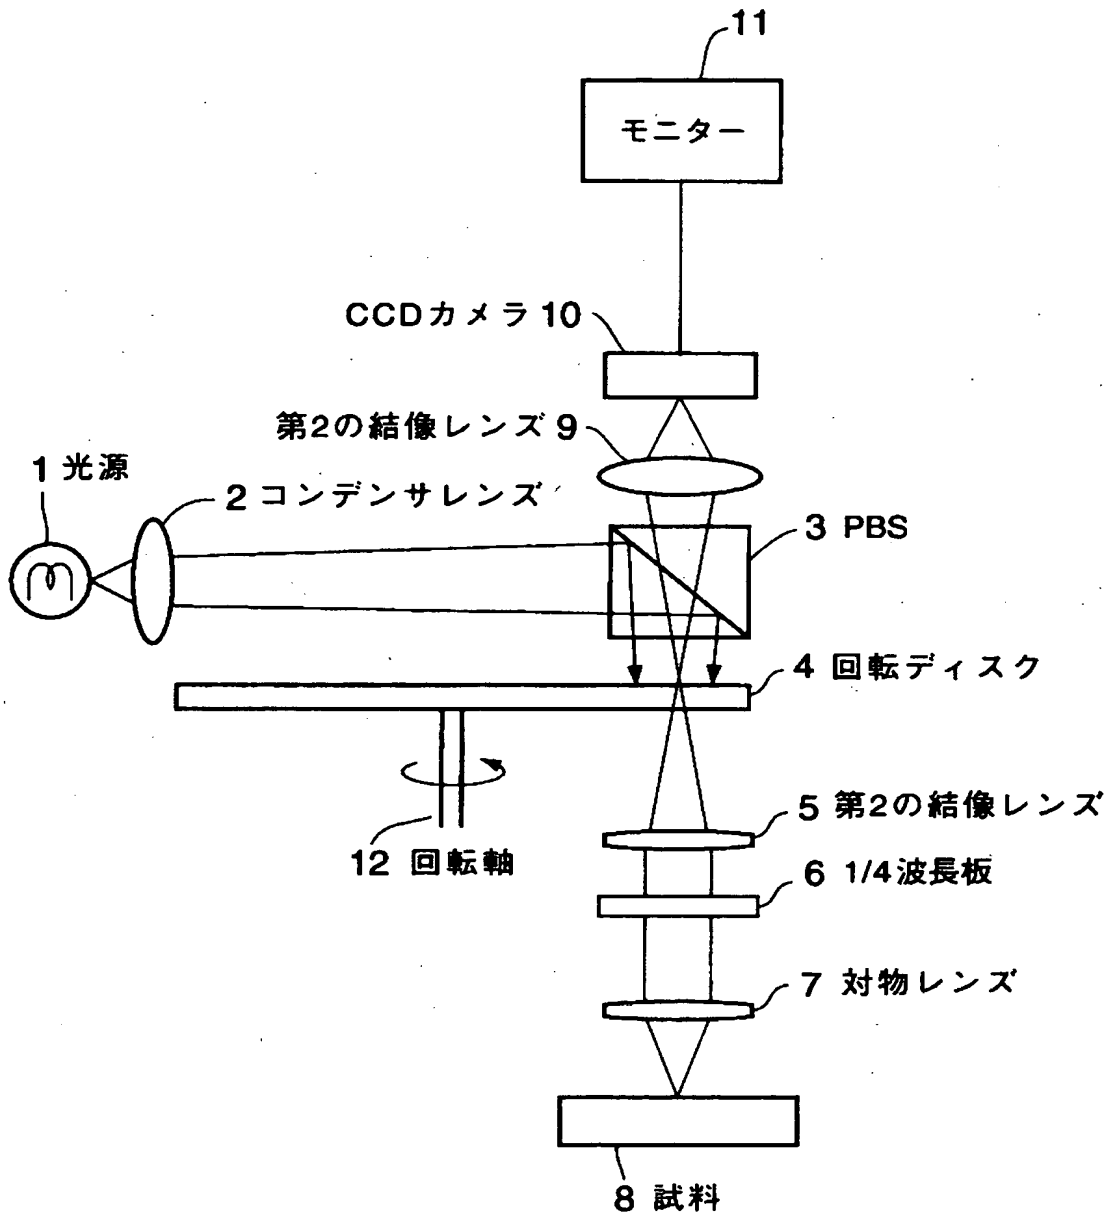 11
モニター
CCDカメラ 10
第2の結像レンズ 9
1 光源
2 コンデンサレンズ
3 PBS
4 回転ディスク
5 第2の結像レンズ
12 回転軸
6 1/4波長板
7 対物レンズ
8 試料